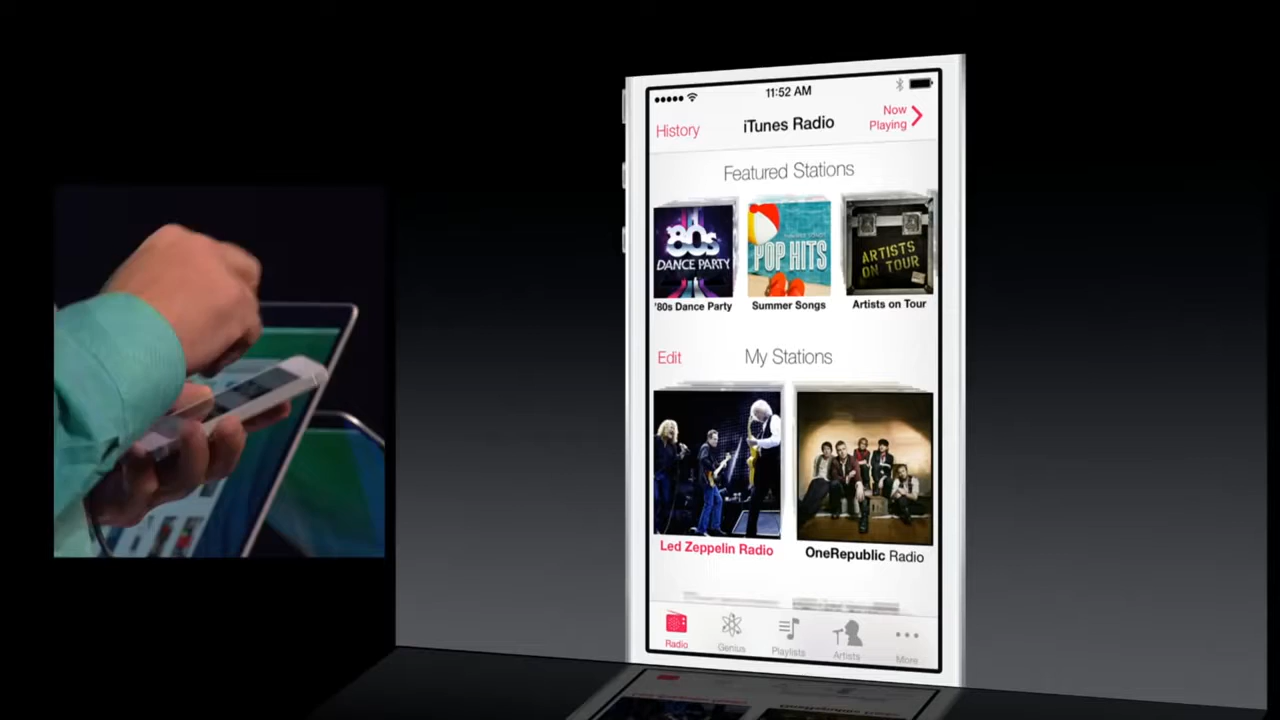 11:52 AM
History
iTunes Radio
Now
Playing
Featured Stations
'80s
DANCE PARTY
POP HITS
ARTISTS
ON TOUR
'80s Dance Party
Summer Songs
Artists on Tour
Edit
My Stations
Led Zeppelin Radio
OneRepublic Radio
Radio
Genius
Playlists
Artists
More